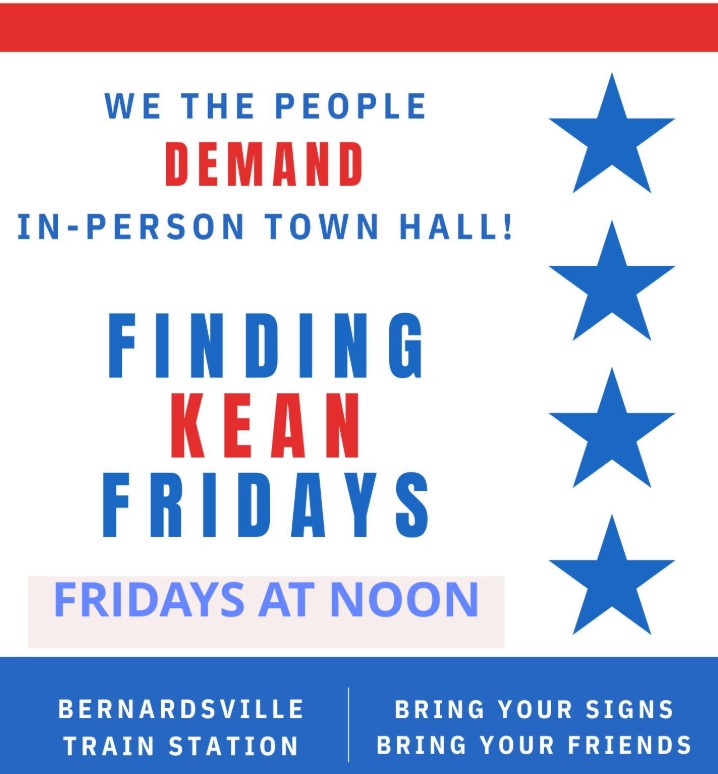 WE THE PEOPLE
DEMAND
IN-PERSON TOWN HALL!
FINDING
KEAN
FRIDAYS
FRIDAYS AT NOON
BERNARDSVILLE
TRAIN STATION
BRING YOUR SIGNS
BRING YOUR FRIENDS